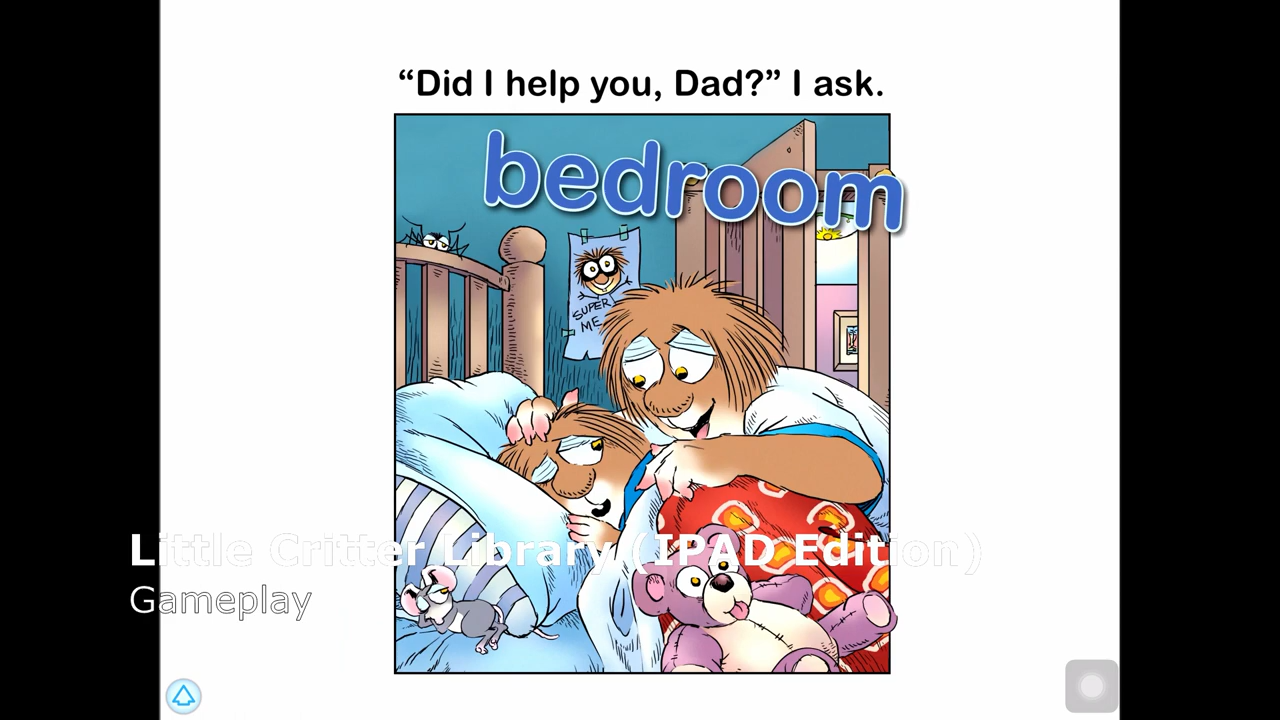 “Did I help you, Dad?” I ask.
bedroom
SUPER
ME
Little Critter Library (IPAD Edition)
Gameplay